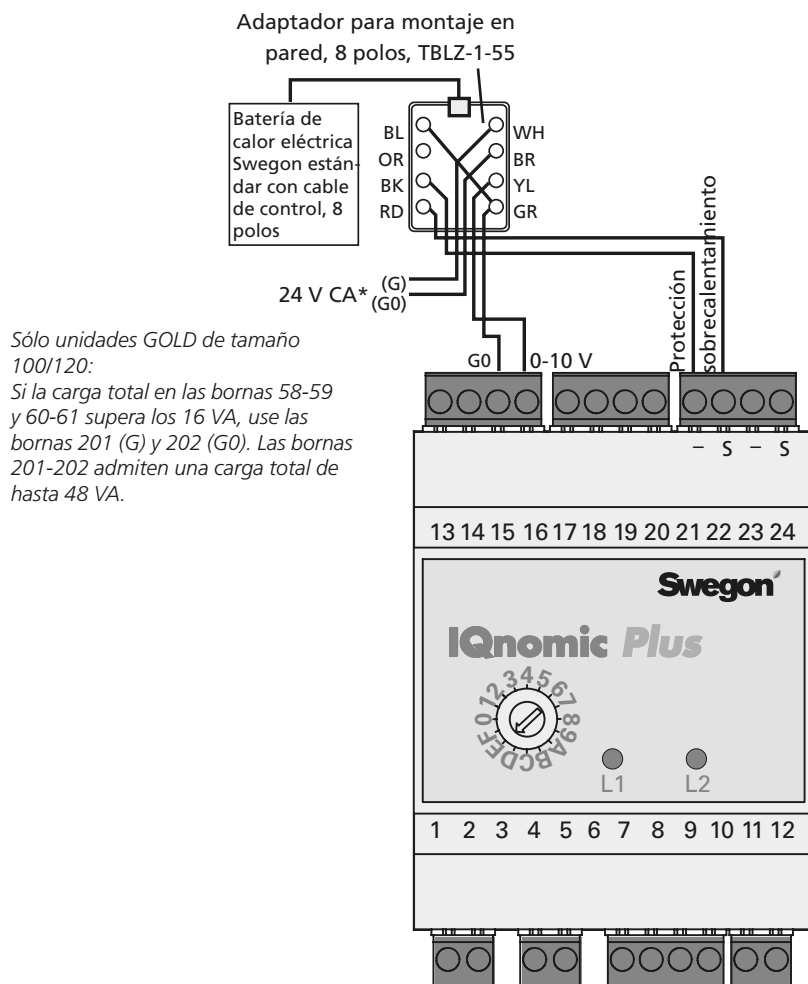 Adaptador para montaje en
pared, 8 polos, TBLZ-1-55
Batería de
calor eléctrica
Swegon están-
dar con cable
de control, 8
polos
BL
OR
BK
RD
WH
BR
YL
GR
24 V CA*
(G)
(G0)
Protección
sobrecalentamiento
Sólo unidades GOLD de tamaño
100/120:
Si la carga total en las bornas 58-59
y 60-61 supera los 16 VA, use las
bornas 201 (G) y 202 (G0). Las bornas
201-202 admiten una carga total de
hasta 48 VA.
G0 0-10 V
– S – S
13 14 15 16 17 18 19 20 21 22 23 24
Swegon
IQnomic Plus
0 1 2 3 4 5 6 7 8 9 A B C D E F
L1 L2
1 2 3 4 5 6 7 8 9 10 11 12